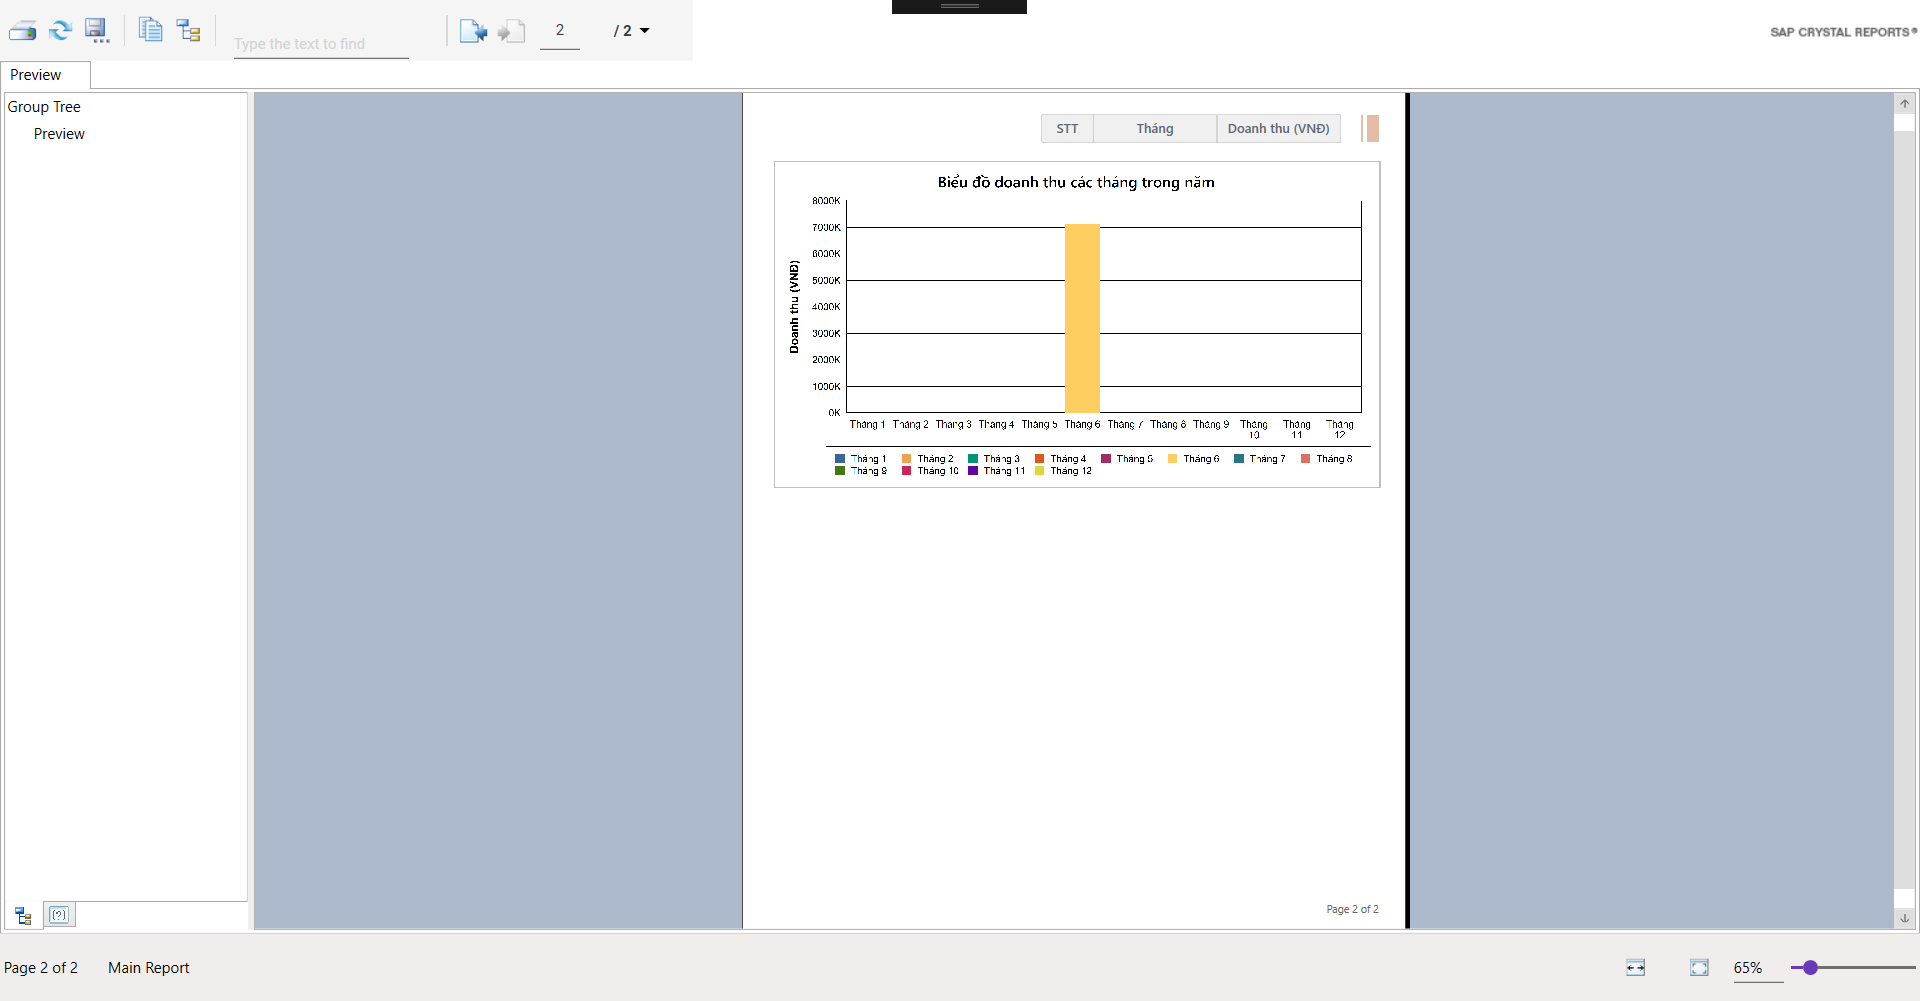 Type the text to find
2
/ 2
SAP CRYSTAL REPORTS®
Preview
Group Tree
Preview
STT Tháng Doanh thu (VNĐ)
Biểu đồ doanh thu các tháng trong năm
Doanh thu (VNĐ)
8000K
7000K
6000K
5000K
4000K
3000K
2000K
1000K
0K
Tháng 1 Tháng 2 Tháng 3 Tháng 4 Tháng 5 Tháng 6 Tháng 7 Tháng 8 Tháng 9 Tháng 10 Tháng 11 Tháng 12
Tháng 1 Tháng 2 Tháng 3 Tháng 4 Tháng 5 Tháng 6 Tháng 7 Tháng 8
Tháng 9 Tháng 10 Tháng 11 Tháng 12
Page 2 of 2
Page 2 of 2 Main Report 65%